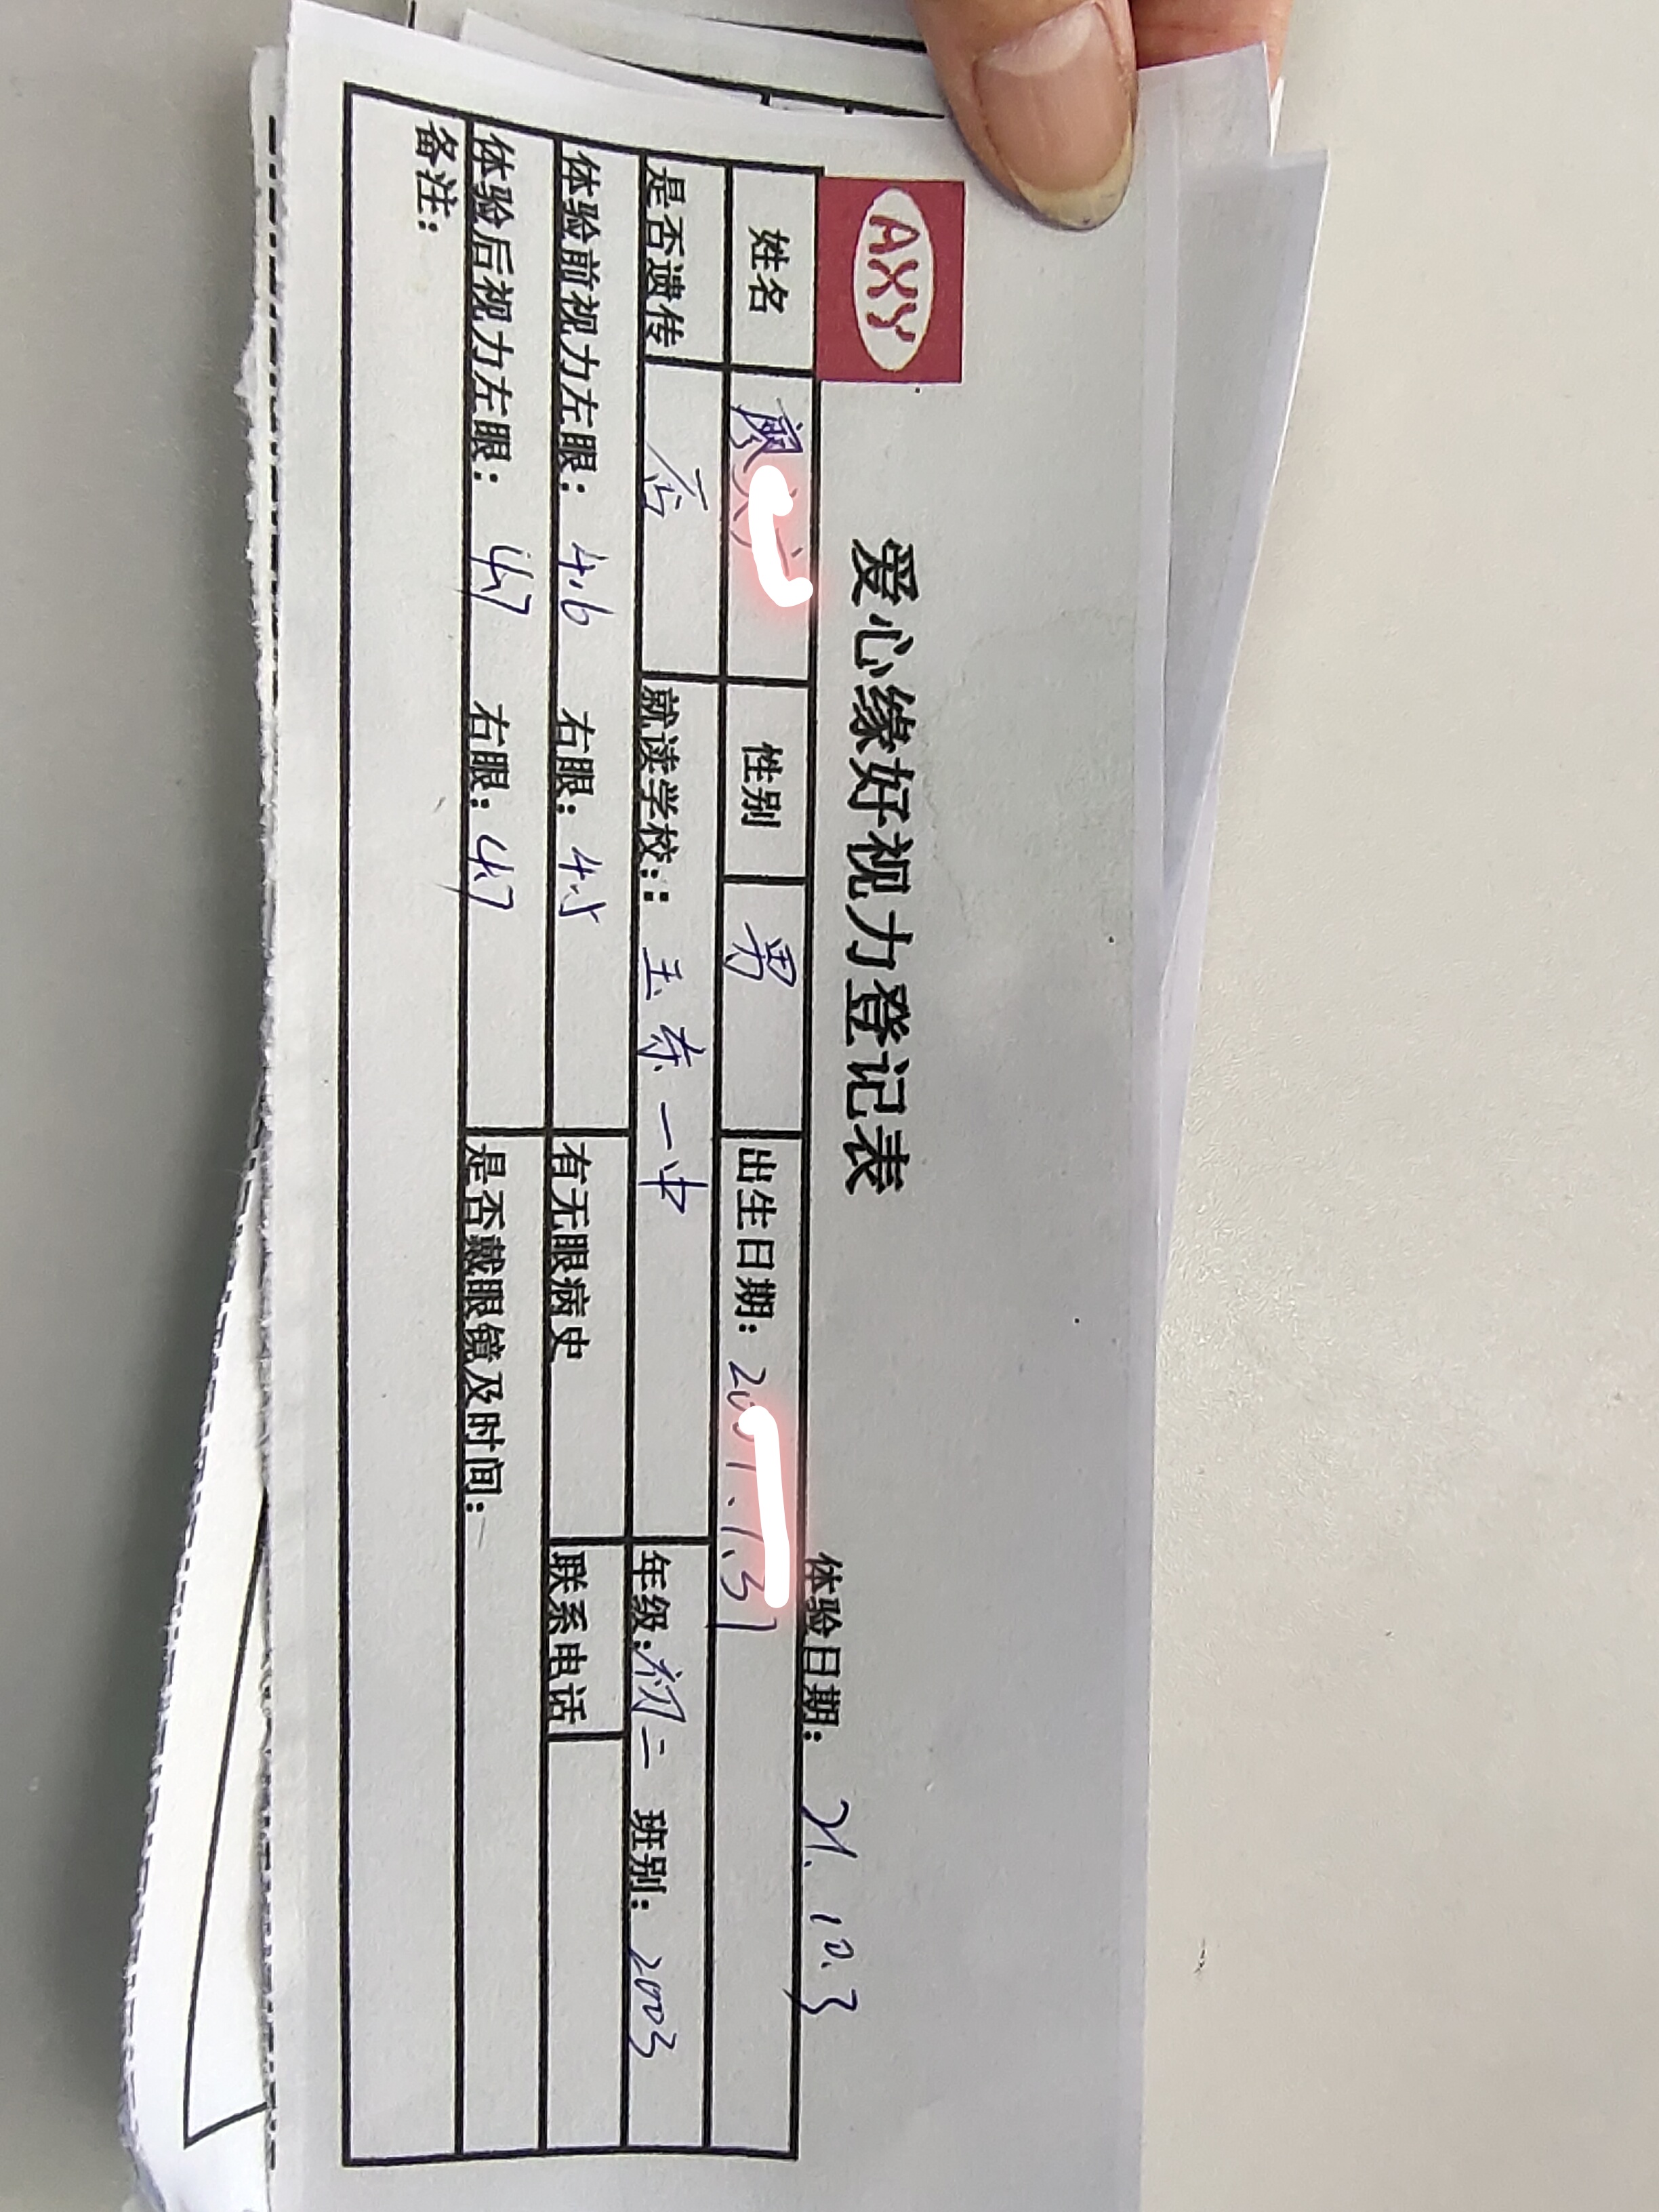 AXY
爱心缘好视力登记表
体验日期: 21.10.3
姓名 性别 男 出生日期:
是否遗传 否 就读学校:: 玉东一中 年级:初二 班别: 2003
体验前视力左眼: 4.6 右眼: 4.5 有无眼病史 联系电话
体验后视力左眼: 4.7 右眼: 4.7 是否戴眼镜及时间:
备注: